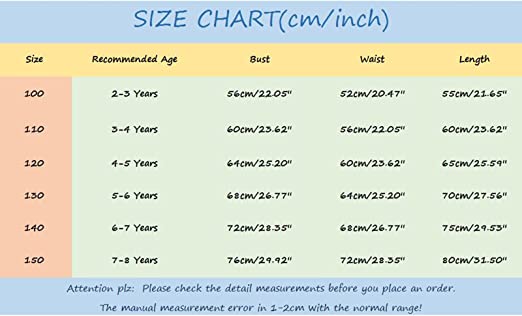 SIZE CHART(cm/inch)
Size Recommended Age Bust Waist Length
100 2-3 Years 56cm/22.05" 52cm/20.47" 55cm/21.65"
110 3-4 Years 60cm/23.62" 56cm/22.05" 60cm/23.62"
120 4-5 Years 64cm/25.20" 60cm/23.62" 65cm/25.59"
130 5-6 Years 68cm/26.77" 64cm/25.20" 70cm/27.56"
140 6-7 Years 72cm/28.35" 68cm/26.77" 75cm/29.53"
150 7-8 Years 76cm/29.92" 72cm/28.35" 80cm/31.50"
Attention plz: Please check the detail measurements before you place an order.
The manual measurement error in 1-2cm With the normal range!